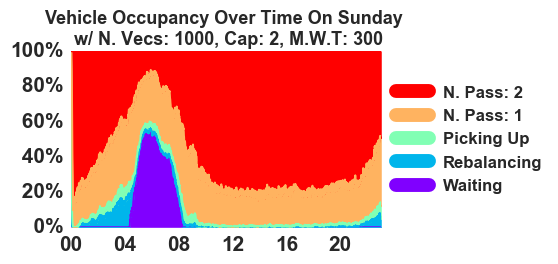 Vehicle Occupancy Over Time On Sunday
w/ N. Vecs: 1000, Cap: 2, M.W.T: 300
100%
80%
60%
40%
20%
0%
00 04 08 12 16 20
N. Pass: 2
N. Pass: 1
Picking Up
Rebalancing
Waiting